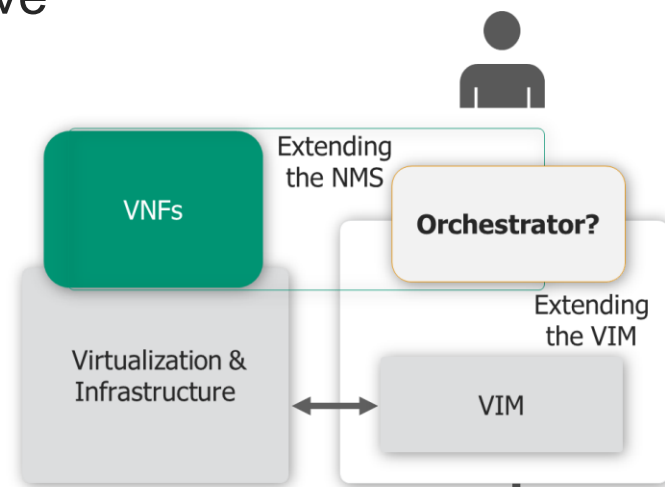 ve
Extending
the NMS
VNFs
Orchestrator?
Extending
the VIM
Virtualization &
Infrastructure
VIM